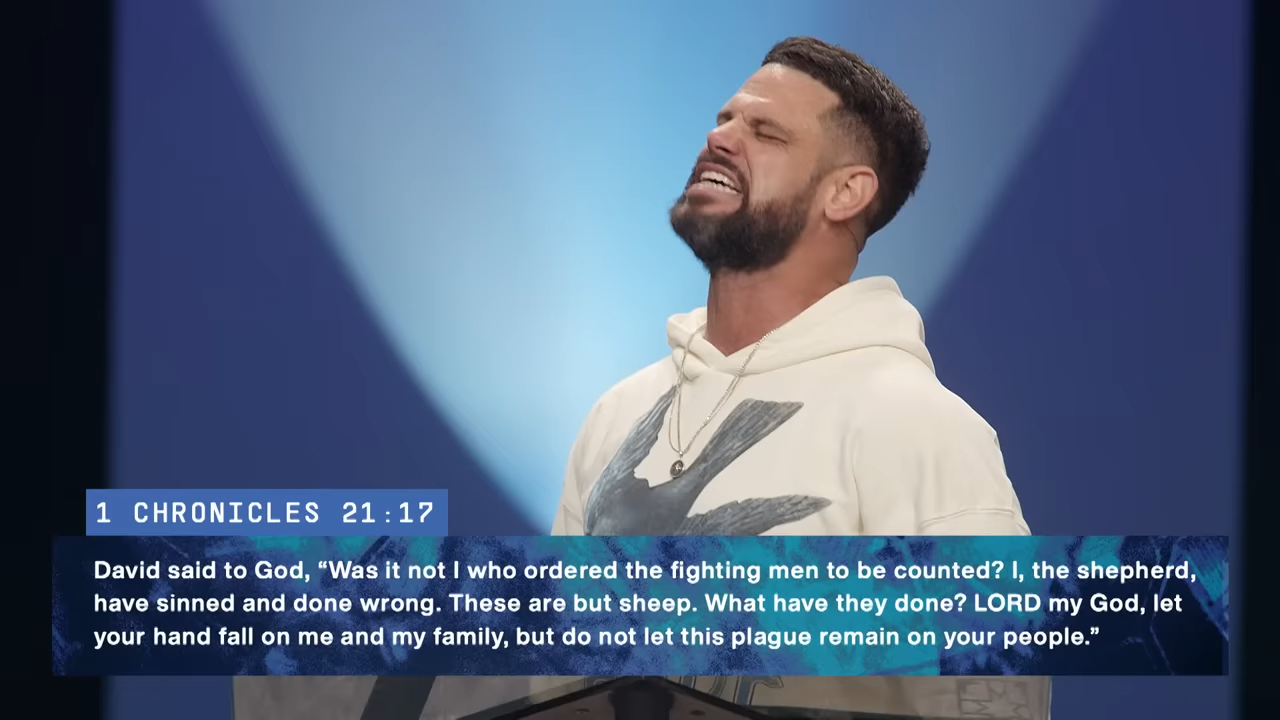 1 CHRONICLES 21:17
David said to God, “Was it not I who ordered the fighting men to be counted? I, the shepherd,
have sinned and done wrong. These are but sheep. What have they done? LORD my God, let
your hand fall on me and my family, but do not let this plague remain on your people.”